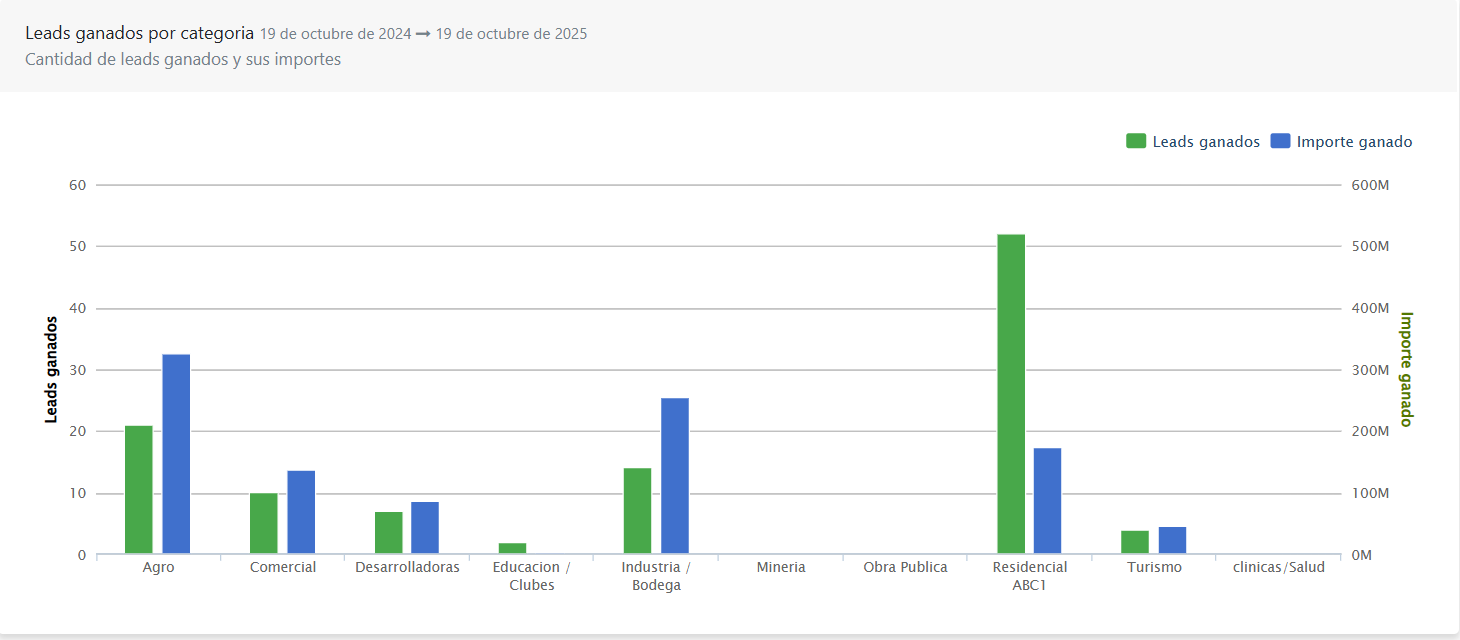 Leads ganados por categoria 19 de octubre de 2024 → 19 de octubre de 2025
Cantidad de leads ganados y sus importes
Leads ganados Importe ganado
60 600M
50 500M
40 400M
30 300M
20 200M
10 100M
0 0M
Leads ganados
Importe ganado
Agro Comercial Desarrolladoras Educacion / Industria / Mineria Obra Publica Residencial Turismo clinicas/Salud
Clubes Bodega ABC1